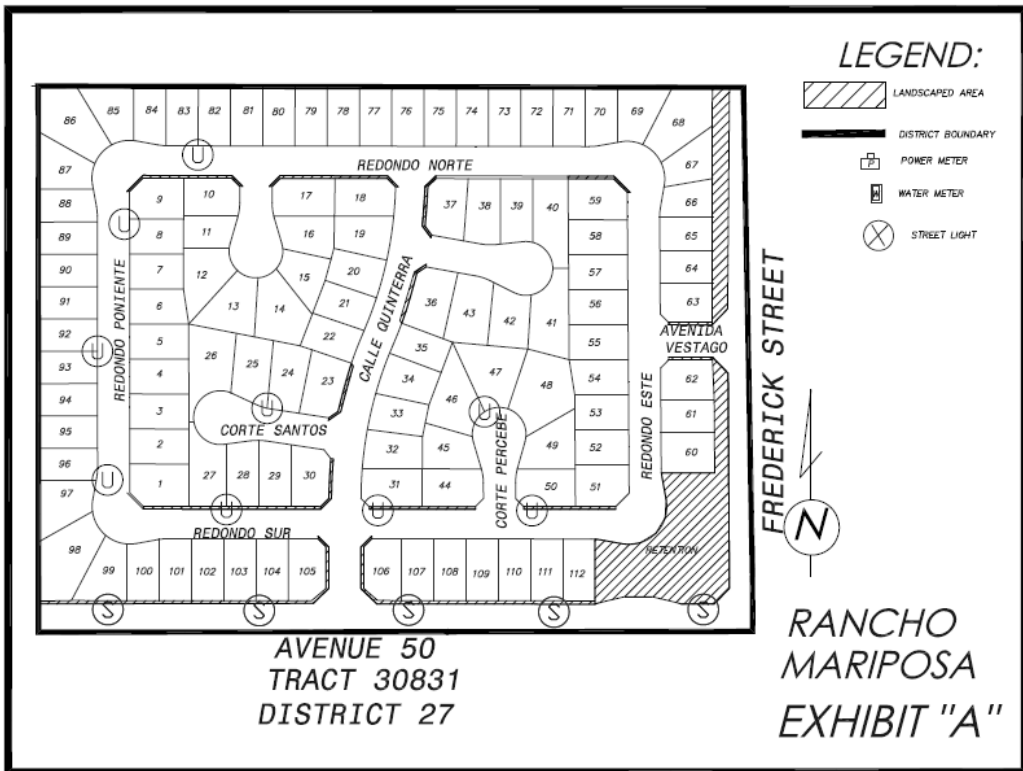 LEGEND:
LANDSCAPED AREA
DISTRICT BOUNDARY
P
POWER METER
W
WATER METER
STREET LIGHT
86 85 84 83 82 81 80 79 78 77 76 75 74 73 72 71 70 69 68
87
88
89
90
91
92
93
94
95
96
97
98
67
66
65
64
63
62
61
60
U
REDONDO NORTE
U
U
U
REDONDO PONIENTE
9 10
8 11
7 12
6 13 14
5
4
3
2
1
17 18
16 19
15 20
21
22
26 25 24 23
U
CORTE SANTOS
27 28 29 30
U
REDONDO SUR
CALLE QUINTERRA
37 38 39 40 59
58
57
56
55
54
53
52
51
36 43 42 41
35
34
33
32
31
47
46
48
45
49
44
50
U
CORTE PERCEBE
U
U
REDONDO ESTE
AVENIDA
VESTAGO
FREDERICK STREET
RETENTION
99 100 101 102 103 104 105 106 107 108 109 110 111 112
S S S S S
N
AVENUE 50
TRACT 30831
DISTRICT 27
RANCHO
MARIPOSA
EXHIBIT "A"